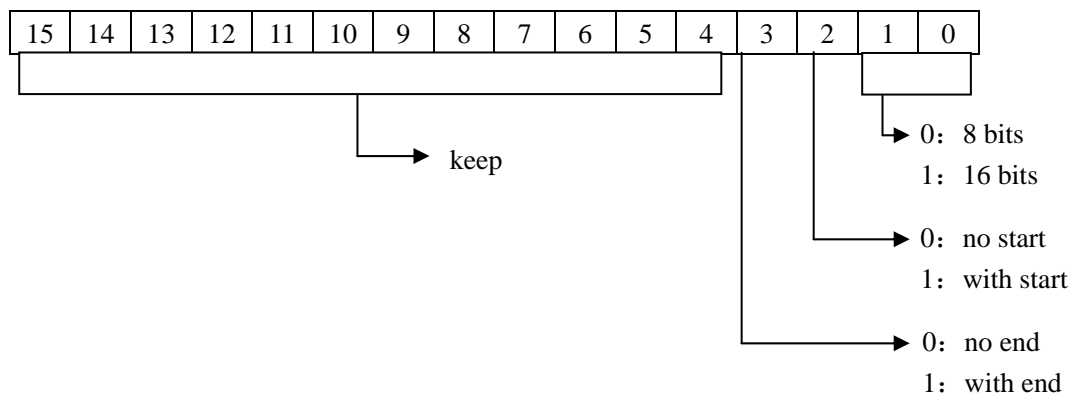 15 14 13 12 11 10 9 8 7 6 5 4 3 2 1 0
0：8 bits
keep
1：16 bits
0：no start
1：with start
0：no end
1：with end